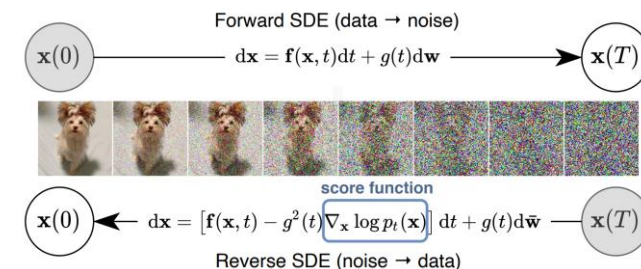 Forward SDE (data → noise)
x(0) dx = f(x, t)dt + g(t)dw x(T)
score function
x(0) dx = [f(x, t) − g²(t)∇ₓ log pₜ(x)] dt + g(t)dw̄ x(T)
Reverse SDE (noise → data)